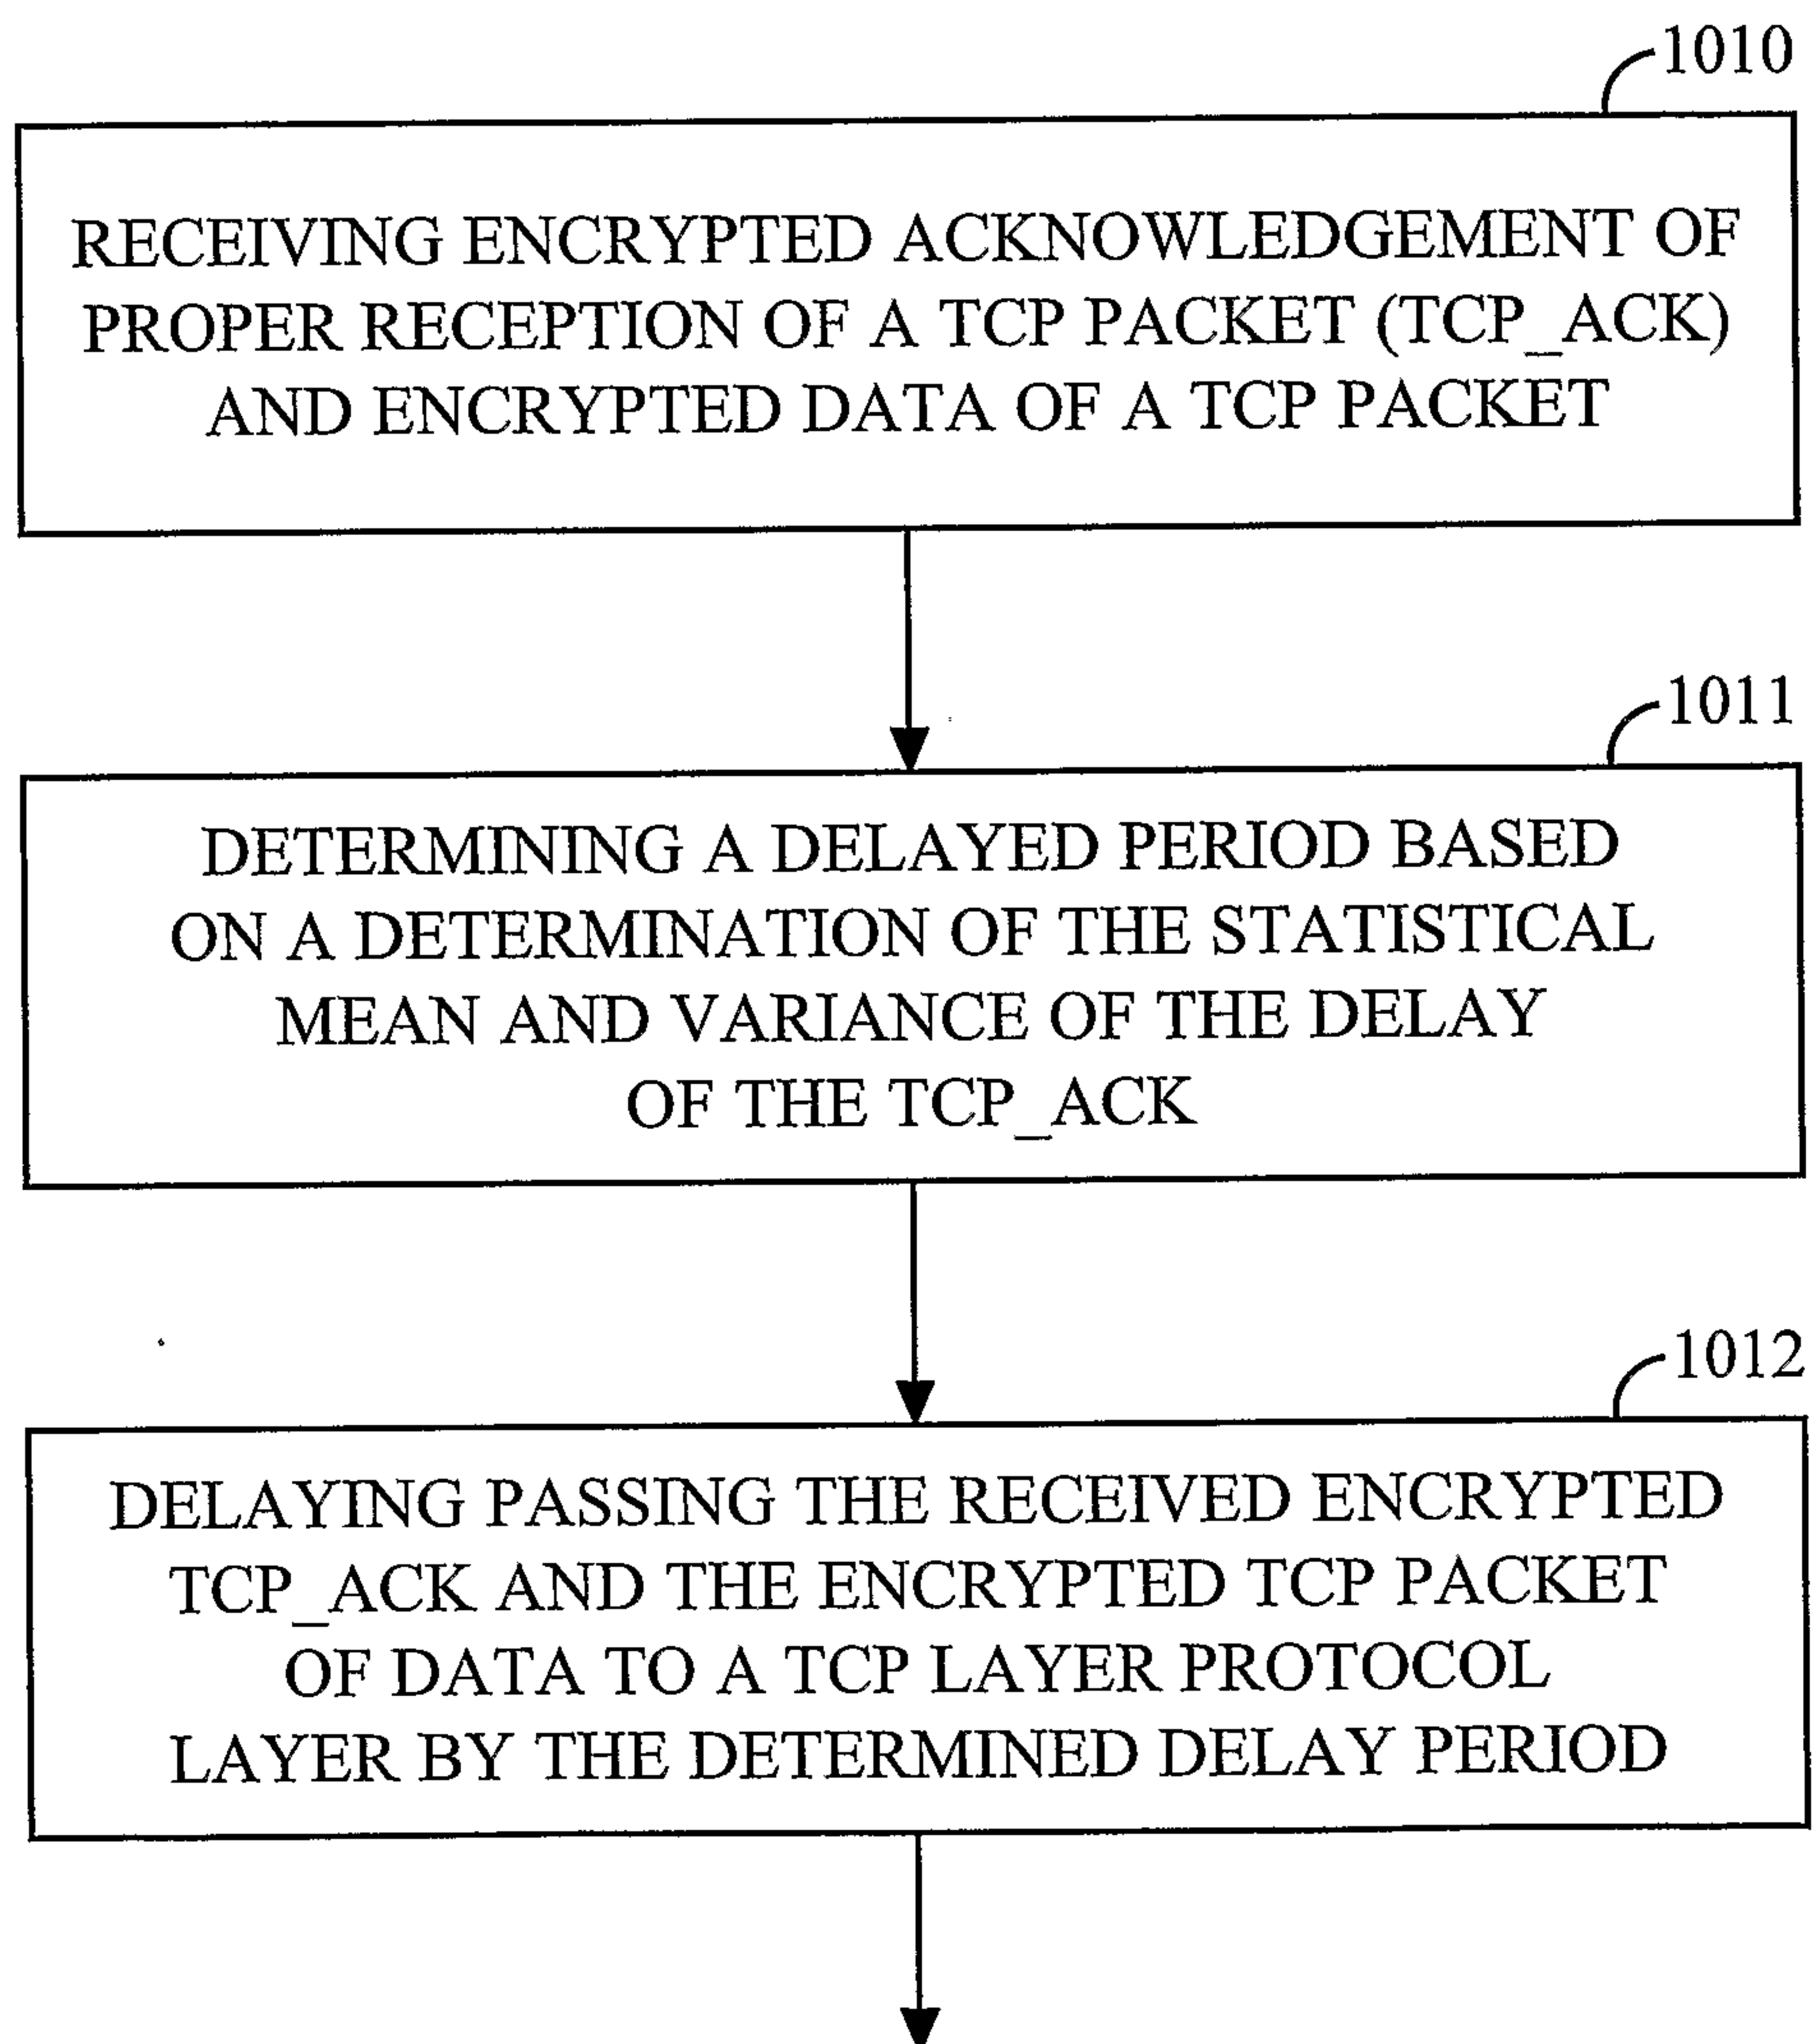 1010
RECEIVING ENCRYPTED ACKNOWLEDGEMENT OF
PROPER RECEPTION OF A TCP PACKET (TCP_ACK)
AND ENCRYPTED DATA OF A TCP PACKET
1011
DETERMINING A DELAYED PERIOD BASED
ON A DETERMINATION OF THE STATISTICAL
MEAN AND VARIANCE OF THE DELAY
OF THE TCP_ACK
1012
DELAYING PASSING THE RECEIVED ENCRYPTED
TCP_ACK AND THE ENCRYPTED TCP PACKET
OF DATA TO A TCP LAYER PROTOCOL
LAYER BY THE DETERMINED DELAY PERIOD